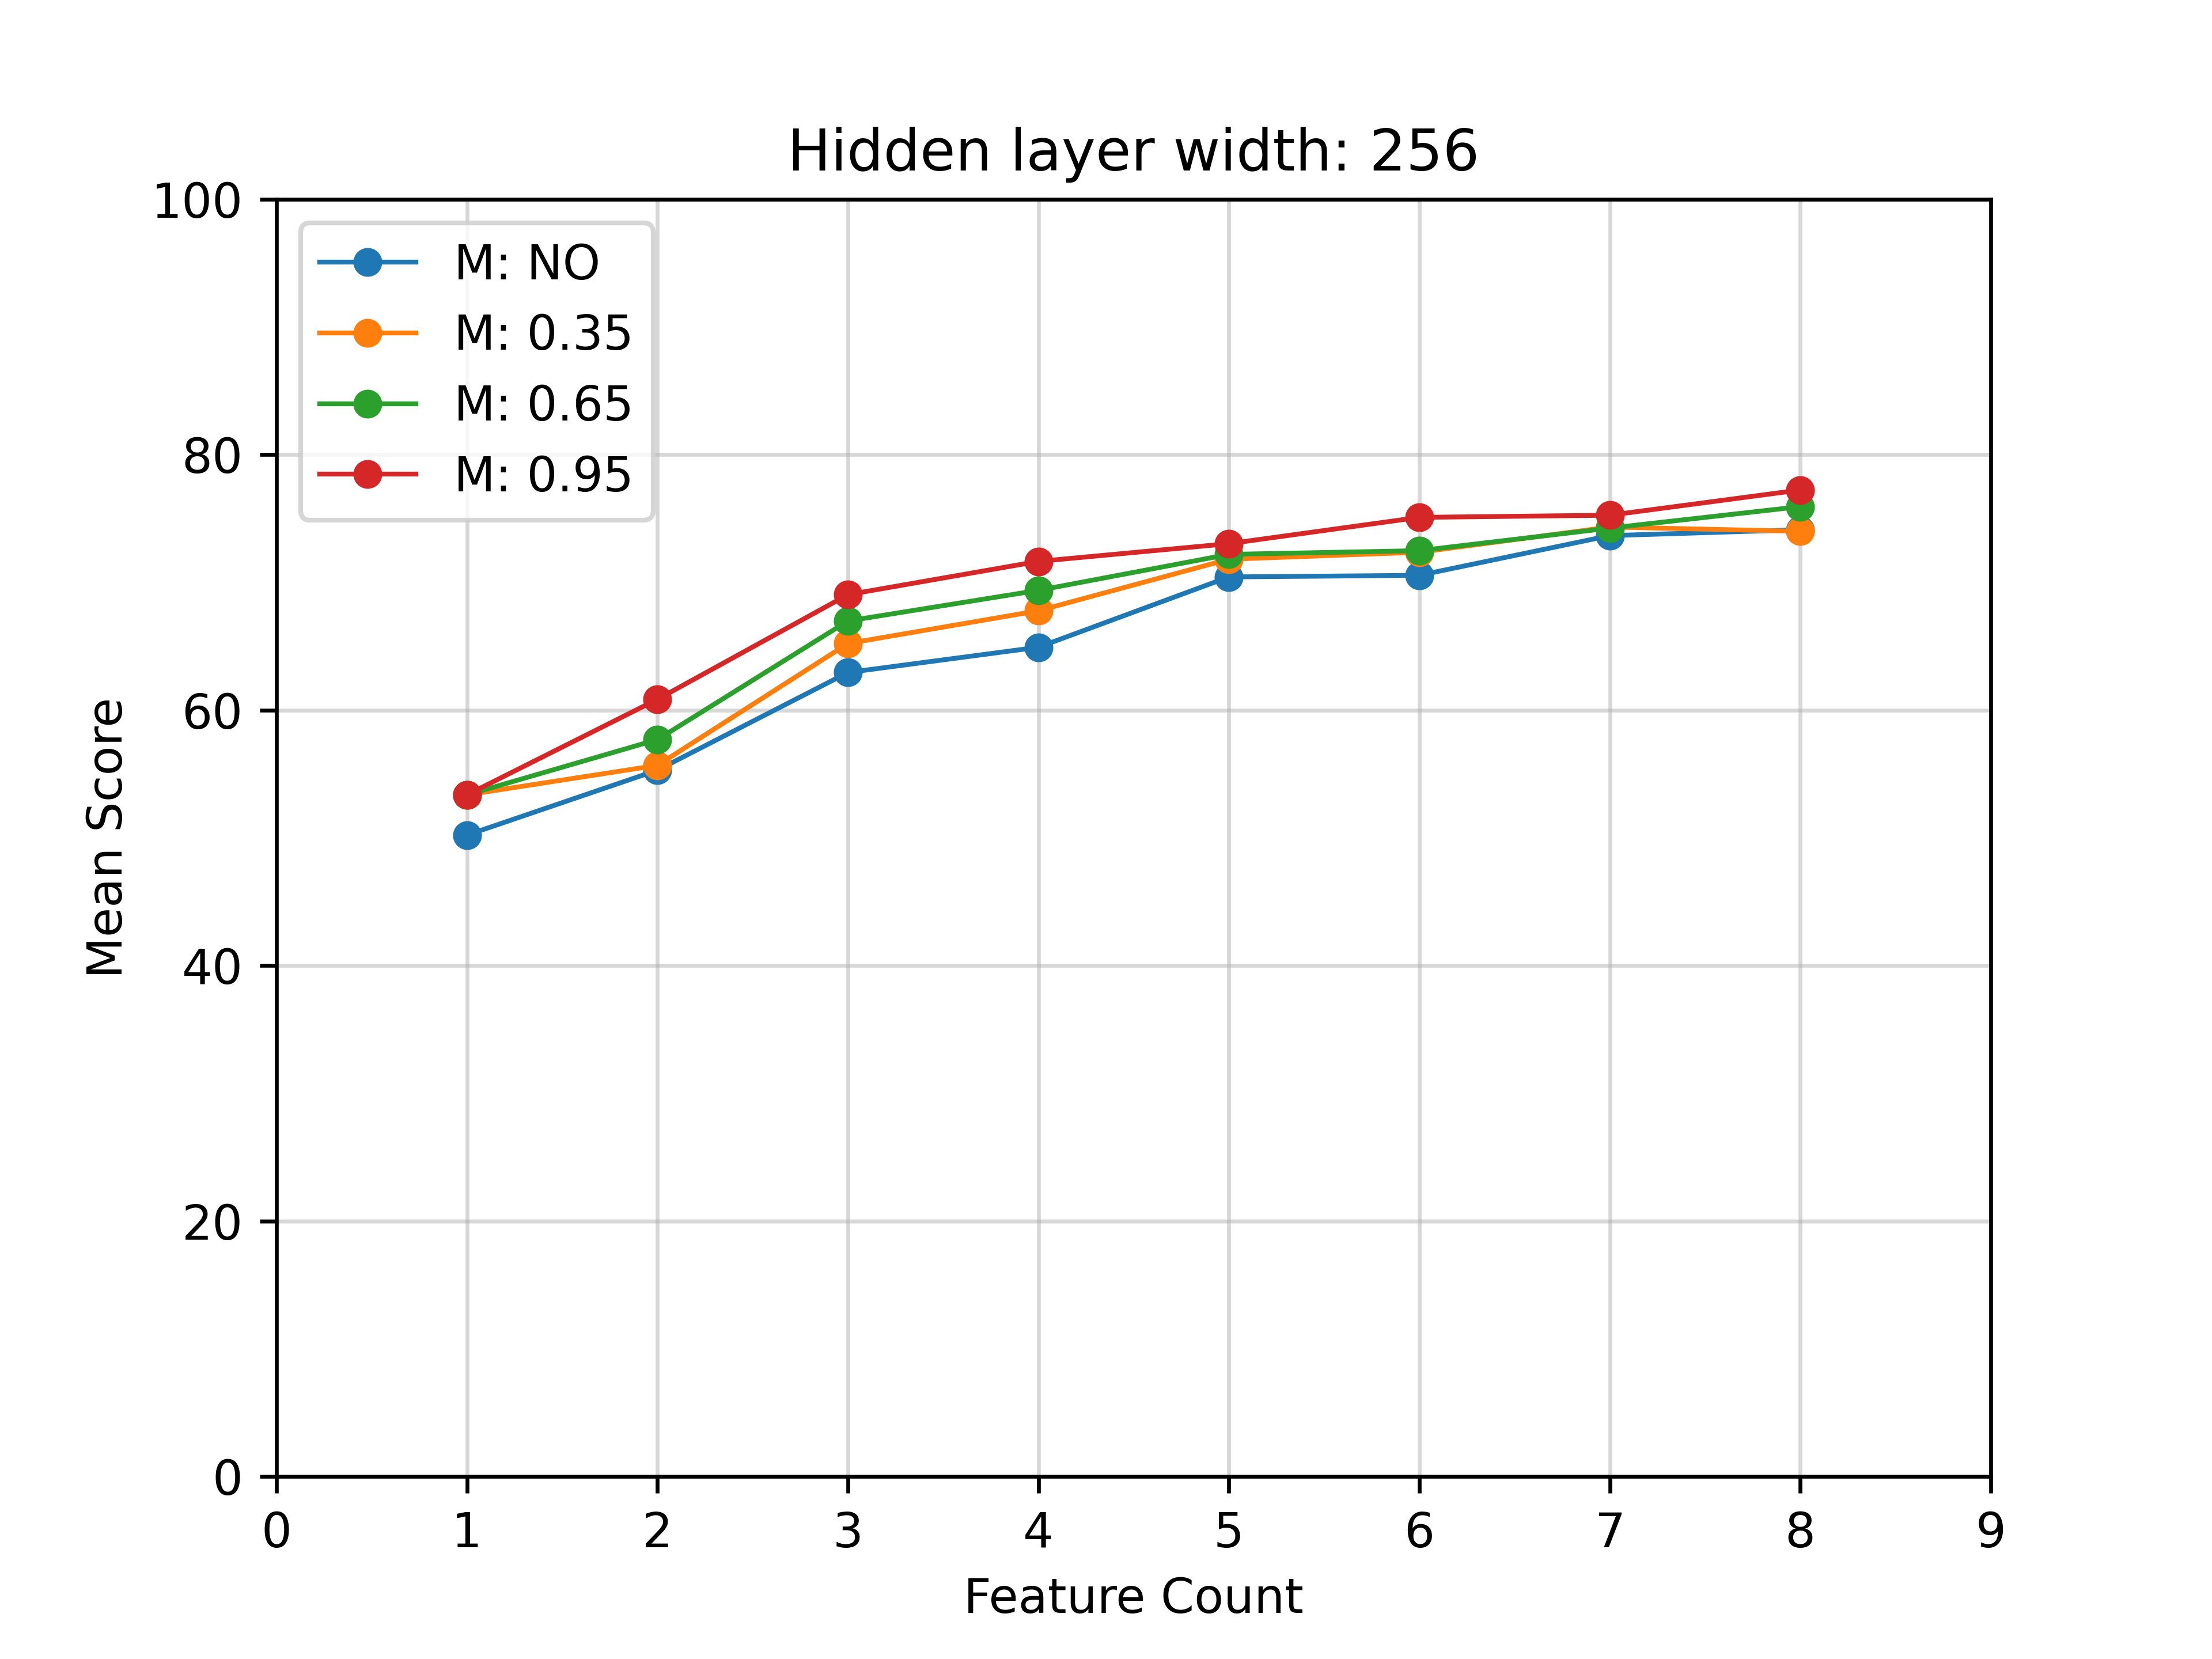 Hidden layer width: 256
100
80
60
40
20
0
M: NO
M: 0.35
M: 0.65
M: 0.95
Mean Score
0 1 2 3 4 5 6 7 8 9
Feature Count